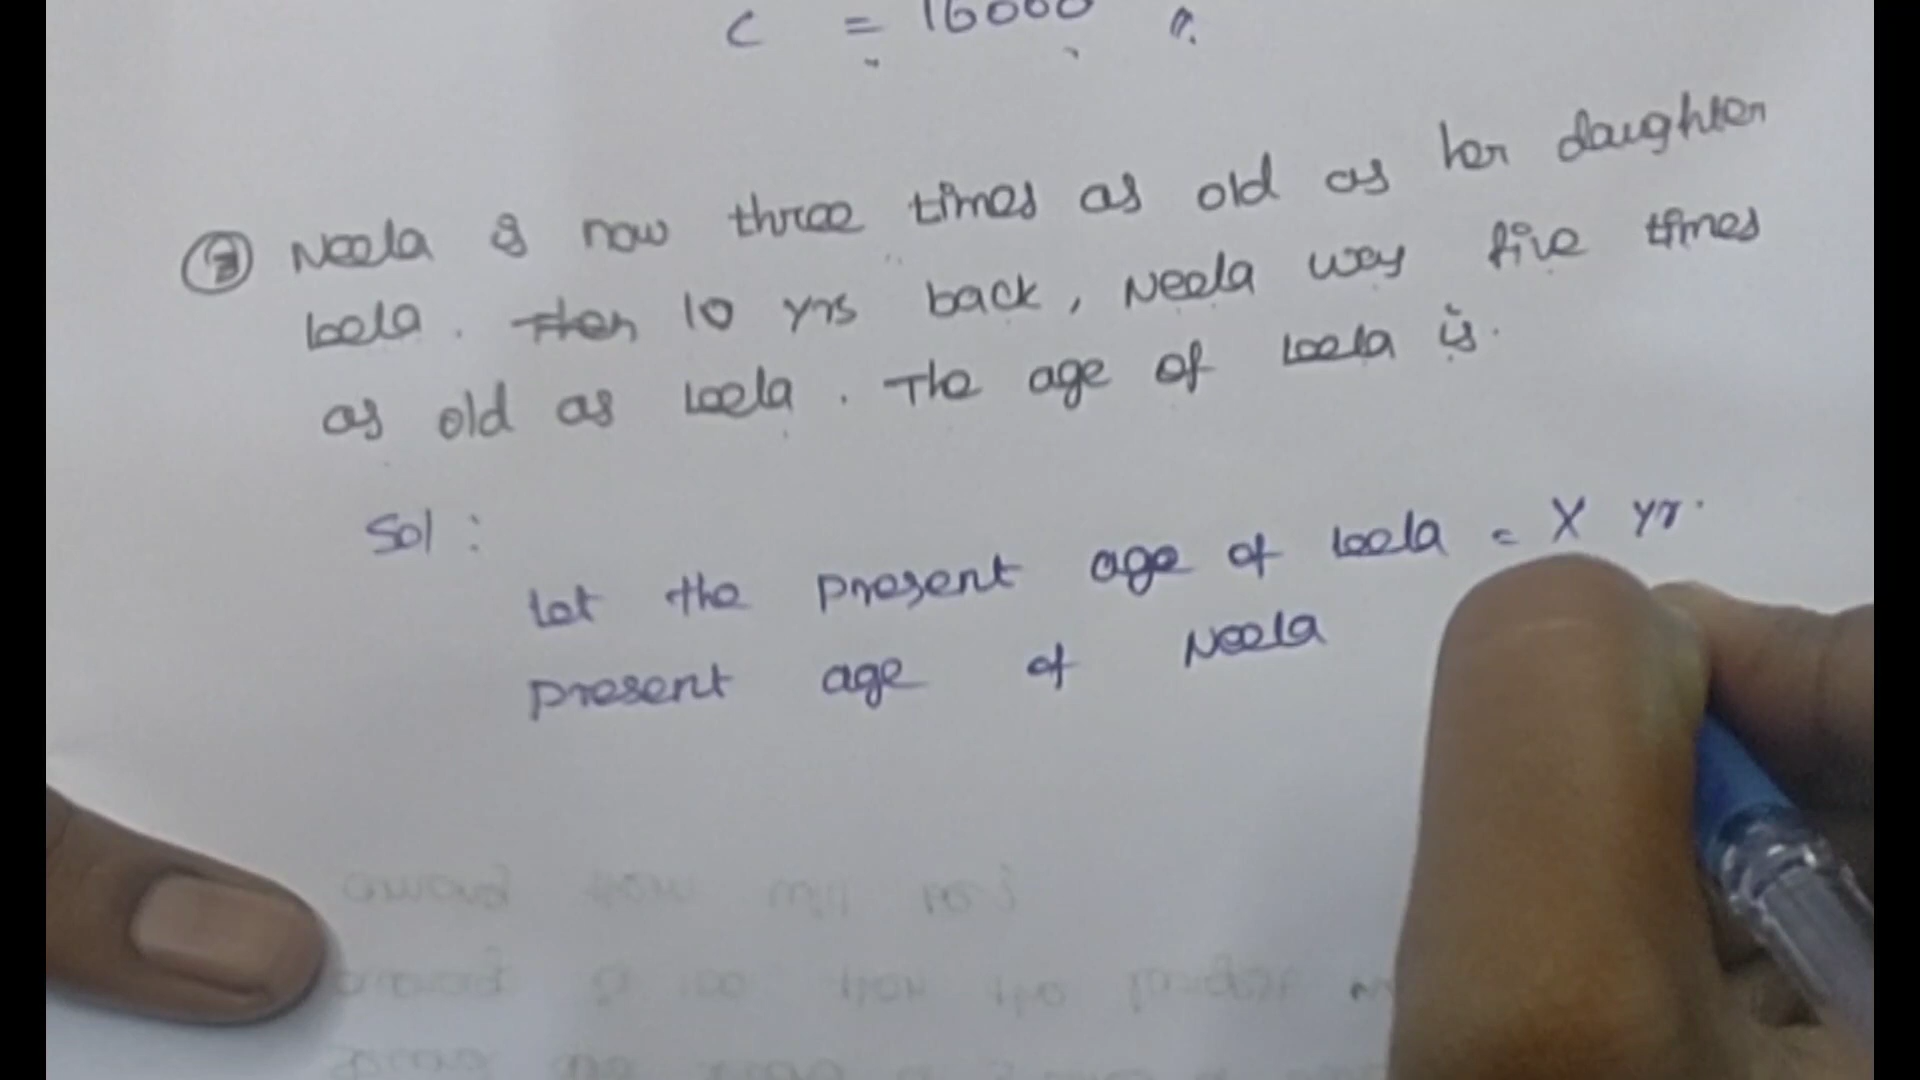 C = 16000
③ Neela is now three times as old as her daughter
Leela. Then 10 yrs back, Neela was five times
as old as Leela. The age of Leela is.
Sol :
Let the present age of Leela = X yr.
present age of Neela